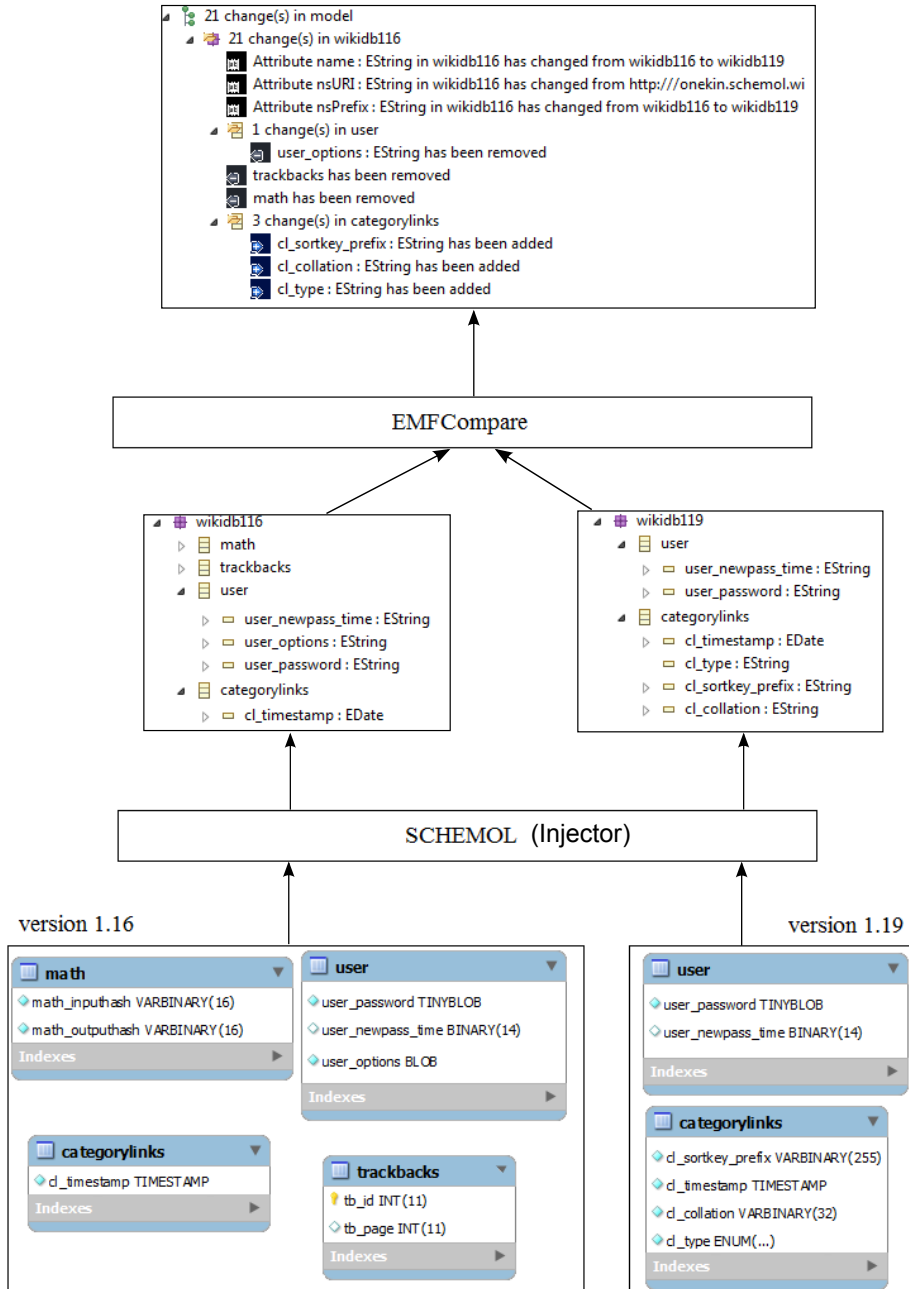 21 change(s) in model
21 change(s) in wikidb116
Attribute name : EString in wikidb116 has changed from wikidb116 to wikidb119
Attribute nsURI : EString in wikidb116 has changed from http:///onekin.schemol.wi
Attribute nsPrefix : EString in wikidb116 has changed from wikidb116 to wikidb119
1 change(s) in user
user_options : EString has been removed
trackbacks has been removed
math has been removed
3 change(s) in categorylinks
cl_sortkey_prefix : EString has been added
cl_collation : EString has been added
cl_type : EString has been added
EMFCompare
wikidb116
math
trackbacks
user
user_newpass_time : EString
user_options : EString
user_password : EString
categorylinks
cl_timestamp : EDate
wikidb119
user
user_newpass_time : EString
user_password : EString
categorylinks
cl_timestamp : EDate
cl_type : EString
cl_sortkey_prefix : EString
cl_collation : EString
SCHEMOL (Injector)
version 1.16
math
math_inputhash VARBINARY(16)
math_outputhash VARBINARY(16)
Indexes
user
user_password TINYBLOB
user_newpass_time BINARY(14)
user_options BLOB
Indexes
categorylinks
cl_timestamp TIMESTAMP
Indexes
trackbacks
tb_id INT(11)
tb_page INT(11)
Indexes
version 1.19
user
user_password TINYBLOB
user_newpass_time BINARY(14)
Indexes
categorylinks
cl_sortkey_prefix VARBINARY(255)
cl_timestamp TIMESTAMP
cl_collation VARBINARY(32)
cl_type ENUM(...)
Indexes